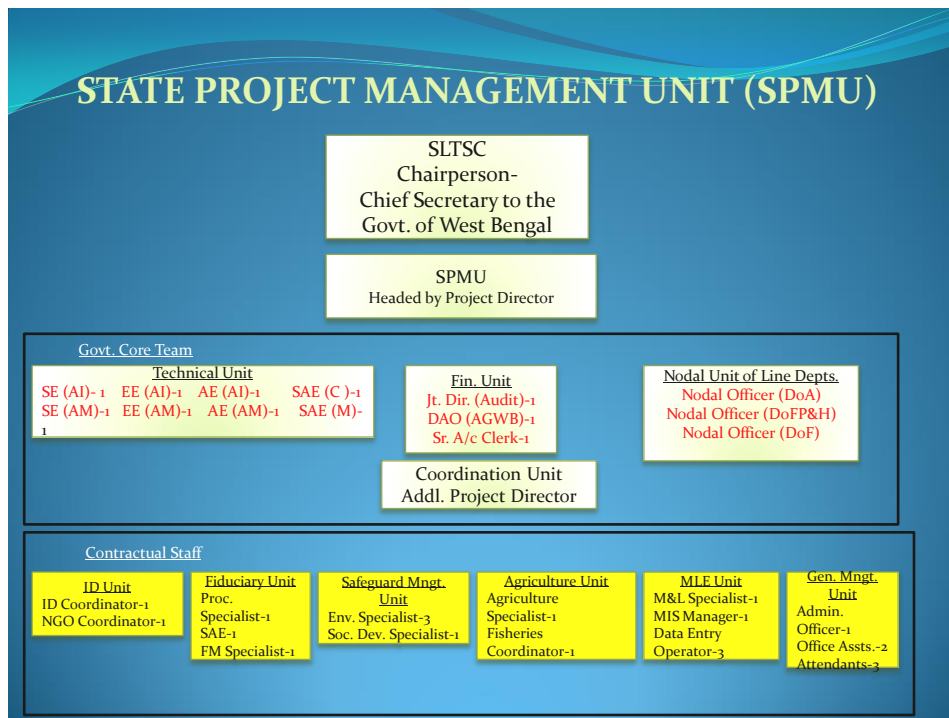 STATE PROJECT MANAGEMENT UNIT (SPMU)
SLTSC
Chairperson-
Chief Secretary to the
Govt. of West Bengal
SPMU
Headed by Project Director
Govt. Core Team
Technical Unit
SE (AI)- 1 EE (AI)-1 AE (AI)-1 SAE (C )-1
SE (AM)-1 EE (AM)-1 AE (AM)-1 SAE (M)-
1
Fin. Unit
Jt. Dir. (Audit)-1
DAO (AGWB)-1
Sr. A/c Clerk-1
Nodal Unit of Line Depts.
Nodal Officer (DoA)
Nodal Officer (DoFP&H)
Nodal Officer (DoF)
Coordination Unit
Addl. Project Director
Contractual Staff
ID Unit
ID Coordinator-1
NGO Coordinator-1
Fiduciary Unit
Proc.
Specialist-1
SAE-1
FM Specialist-1
Safeguard Mngt.
Unit
Env. Specialist-3
Soc. Dev. Specialist-1
Agriculture Unit
Agriculture
Specialist-1
Fisheries
Coordinator-1
MLE Unit
M&L Specialist-1
MIS Manager-1
Data Entry
Operator-3
Gen. Mngt.
Unit
Admin.
Officer-1
Office Assts.-2
Attendants-3